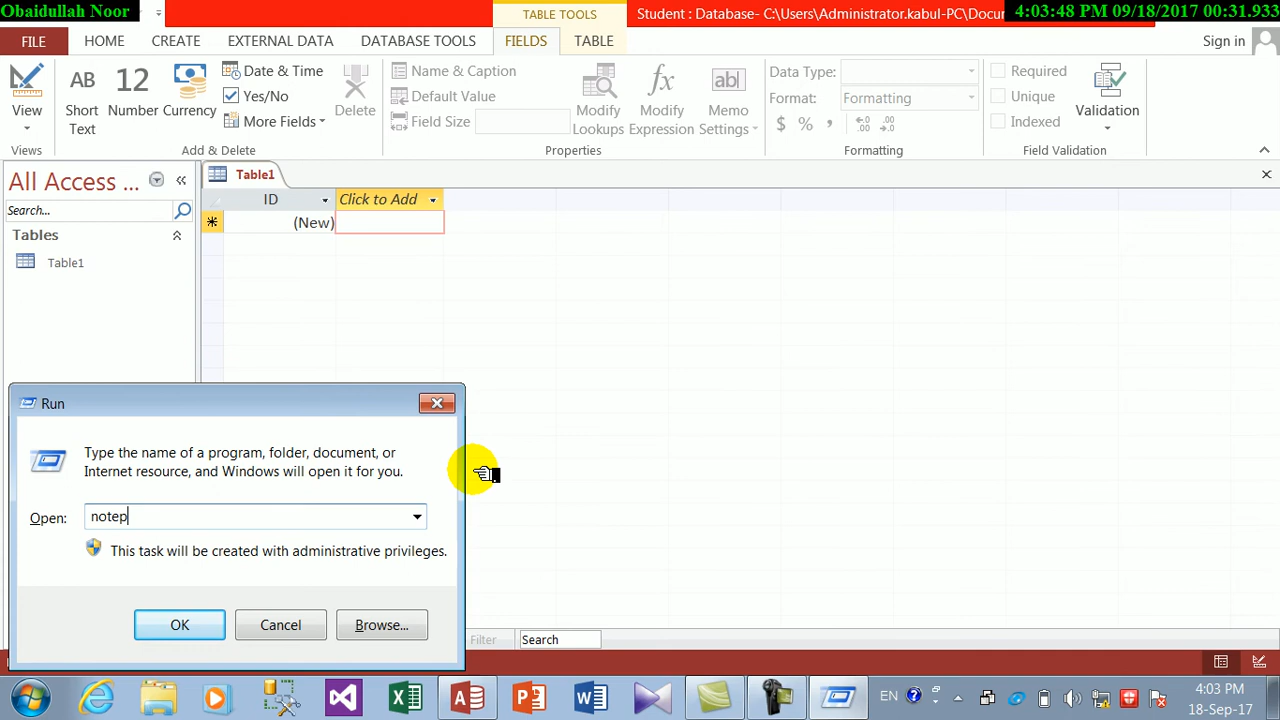 Obaidullah Noor
TABLE TOOLS
Student : Database- C:\Users\Administrator.kabul-PC\Docu
4:03:48 PM 09/18/2017 00:31.933
FILE HOME CREATE EXTERNAL DATA DATABASE TOOLS FIELDS TABLE Sign in
View
Views
AB
Short Text
12
Number
Currency
Date & Time
Yes/No
More Fields
Delete
Add & Delete
Name & Caption
Default Value
Field Size
Modify Lookups
fx
Modify Expression
ab
Memo Settings
Properties
Data Type:
Format: Formatting
$ % ,
Formatting
Required
Unique
Indexed
Validation
Field Validation
All Access ...
Search...
Tables
Table1
Table1
ID Click to Add
(New)
Run
Type the name of a program, folder, document, or
Internet resource, and Windows will open it for you.
Open: notep
This task will be created with administrative privileges.
OK Cancel Browse...
Filter Search
EN
4:03 PM
18-Sep-17